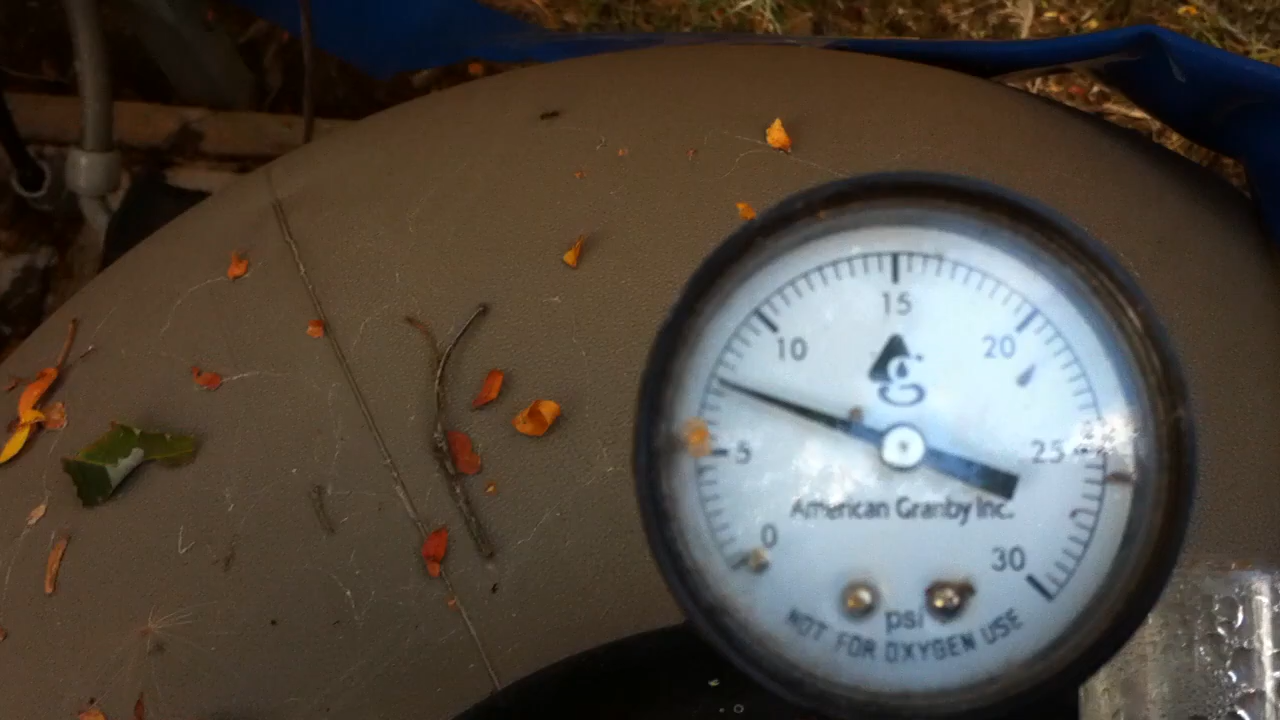 15
10 20
5 25
American Granby Inc.
0 30
psi
NOT FOR OXYGEN USE